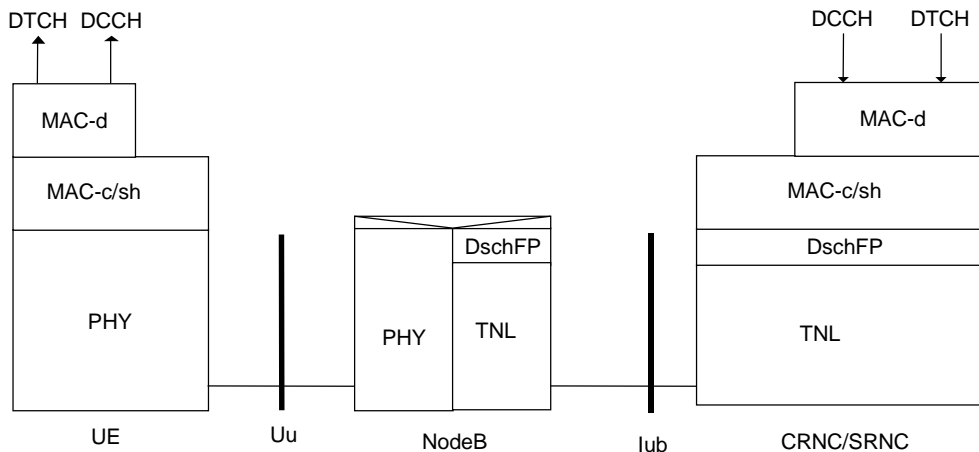 DTCH DCCH
DCCH DTCH
MAC-d
MAC-d
MAC-c/sh
MAC-c/sh
DschFP
DschFP
PHY
PHY
TNL
TNL
UE
Uu
NodeB
Iub
CRNC/SRNC